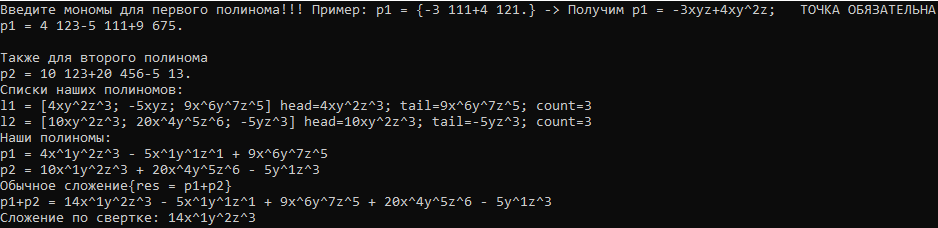 Введите мономы для первого полинома!!! Пример: p1 = {-3 111+4 121.} -> Получим p1 = -3xyz+4xy^2z;   ТОЧКА ОБЯЗАТЕЛЬНА
p1 = 4 123-5 111+9 675.
Также для второго полинома
p2 = 10 123+20 456-5 13.
Списки наших полиномов:
l1 = [4xy^2z^3; -5xyz; 9x^6y^7z^5] head=4xy^2z^3; tail=9x^6y^7z^5; count=3
l2 = [10xy^2z^3; 20x^4y^5z^6; -5yz^3] head=10xy^2z^3; tail=-5yz^3; count=3
Наши полиномы:
p1 = 4x^1y^2z^3 - 5x^1y^1z^1 + 9x^6y^7z^5
p2 = 10x^1y^2z^3 + 20x^4y^5z^6 - 5y^1z^3
Обычное сложение{res = p1+p2}
p1+p2 = 14x^1y^2z^3 - 5x^1y^1z^1 + 9x^6y^7z^5 + 20x^4y^5z^6 - 5y^1z^3
Сложение по свертке: 14x^1y^2z^3